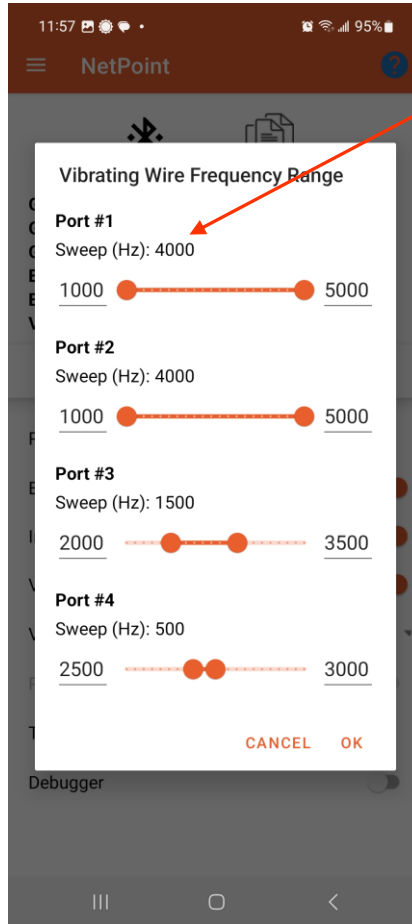 11:57
95%
NetPoint
?
Vibrating Wire Frequency Range
Port #1
Sweep (Hz): 4000
1000 5000
Port #2
Sweep (Hz): 4000
1000 5000
Port #3
Sweep (Hz): 1500
2000 3500
Port #4
Sweep (Hz): 500
2500 3000
CANCEL OK
Debugger